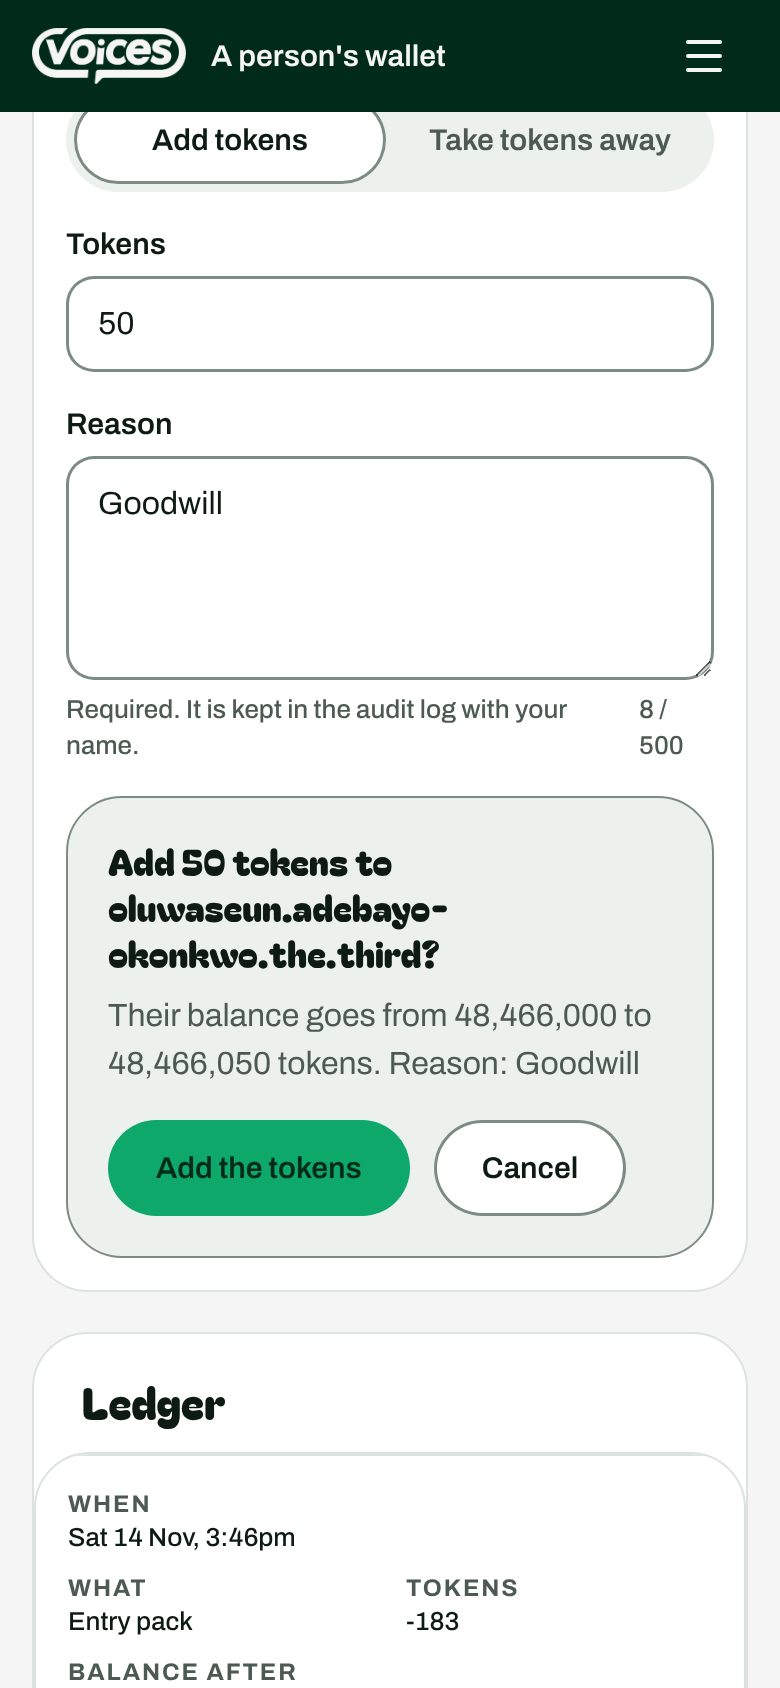 voices
A person's wallet
Add tokens
Take tokens away
Tokens
50
Reason
Goodwill
Required. It is kept in the audit log with your
name.
8 /
500
Add 50 tokens to
oluwaseun.adebayo-
okonkwo.the.third?
Their balance goes from 48,466,000 to
48,466,050 tokens. Reason: Goodwill
Add the tokens
Cancel
Ledger
WHEN
Sat 14 Nov, 3:46pm
WHAT
TOKENS
Entry pack
-183
BALANCE AFTER